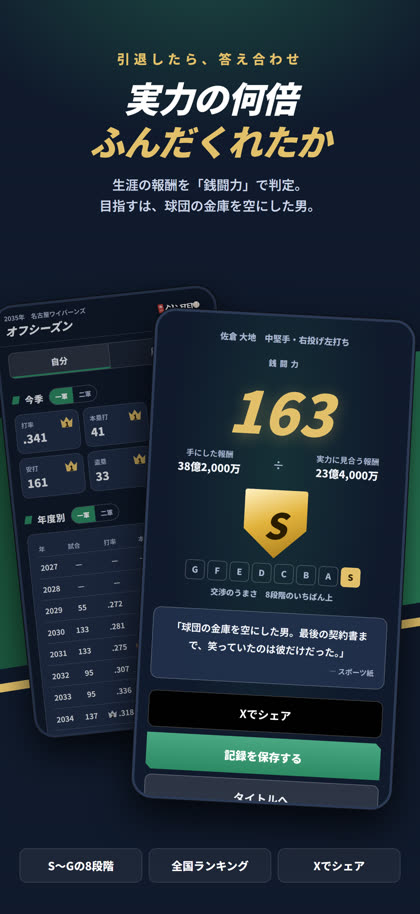 引退したら、答え合わせ
実力の何倍
ふんだくれたか
生涯の報酬を「銭闘力」で判定。
目指すは、球団の金庫を空にした男。
2035年 名古屋ワイバーンズ
オフシーズン
自分
今季 一軍 二軍
打率 本塁打
.341 41
安打 盗塁
161 33
年度別 一軍 二軍
年 試合 打率
2027 — —
2028 — —
2029 55 .272
2030 133 .281
2031 133 .275
2032 95 .307
2033 95 .336
2034 137 .318
佐倉 大地 中堅手・右投げ左打ち
銭闘力
163
手にした報酬 実力に見合う報酬
38億2,000万 ÷ 23億4,000万
S
G F E D C B A S
交渉のうまさ 8段階のいちばん上
「球団の金庫を空にした男。最後の契約書ま
で、笑っていたのは彼だけだった。」
— スポーツ紙
Xでシェア
記録を保存する
タイトルへ
S〜Gの8段階 全国ランキング Xでシェア